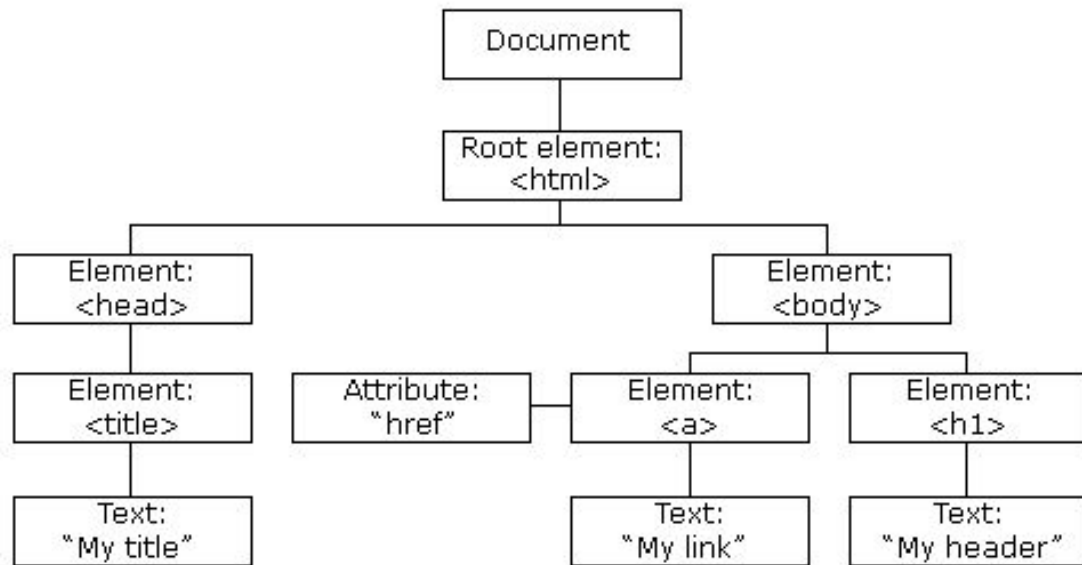 Document
Root element:
<html>
Element:
<head>
Element:
<body>
Element:
<title>
Attribute:
“href”
Element:
<a>
Element:
<h1>
Text:
“My title”
Text:
“My link”
Text:
“My header”